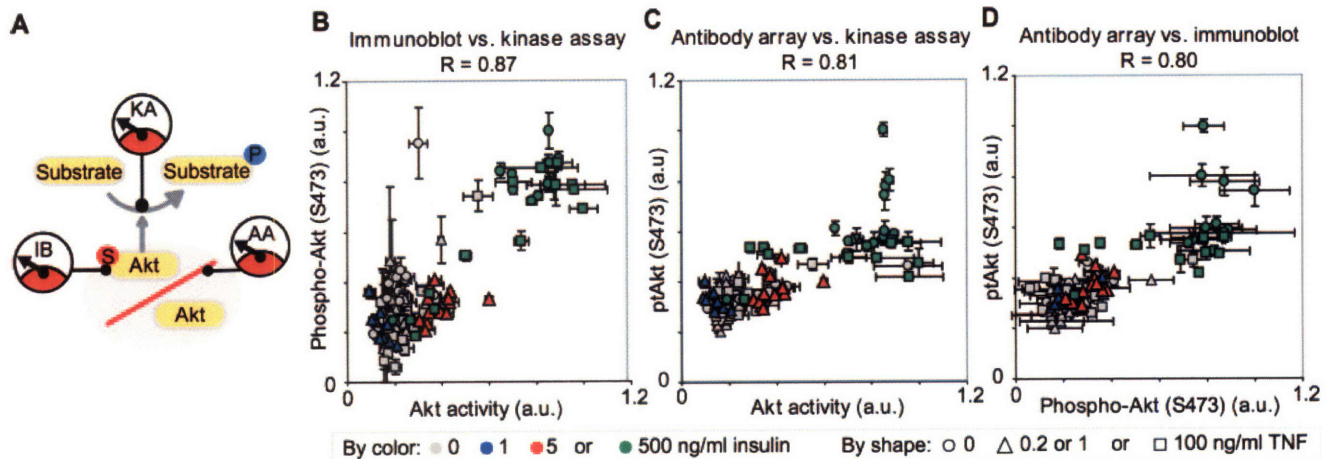 A
KA
Substrate
Substrate
P
IB
S
Akt
AA
Akt
B
Immunoblot vs. kinase assay
R = 0.87
1.2
Phospho-Akt (S473) (a.u.)
0
0
1.2
Akt activity (a.u.)
C
Antibody array vs. kinase assay
R = 0.81
1.2
ptAkt (S473) (a.u)
0
0
1.2
Akt activity (a.u.)
D
Antibody array vs. immunoblot
R = 0.80
1.2
ptAkt (S473) (a.u)
0
0
1.2
Phospho-Akt (S473) (a.u.)
By color: 0 1 5 or 500 ng/ml insulin By shape: 0 0.2 or 1 or 100 ng/ml TNF